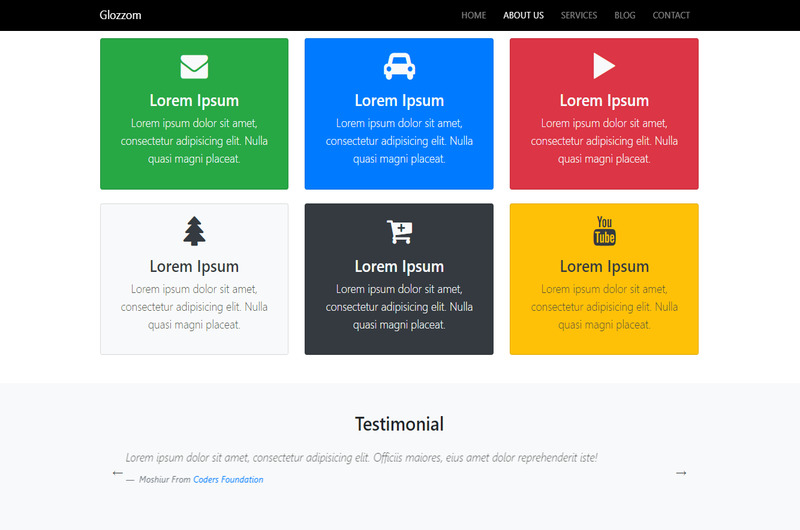 Glozzom
HOME ABOUT US SERVICES BLOG CONTACT
Lorem Ipsum
Lorem ipsum dolor sit amet,
consectetur adipisicing elit. Nulla
quasi magni placeat.
Lorem Ipsum
Lorem ipsum dolor sit amet,
consectetur adipisicing elit. Nulla
quasi magni placeat.
Lorem Ipsum
Lorem ipsum dolor sit amet,
consectetur adipisicing elit. Nulla
quasi magni placeat.
Lorem Ipsum
Lorem ipsum dolor sit amet,
consectetur adipisicing elit. Nulla
quasi magni placeat.
Lorem Ipsum
Lorem ipsum dolor sit amet,
consectetur adipisicing elit. Nulla
quasi magni placeat.
You
Tube
Lorem Ipsum
Lorem ipsum dolor sit amet,
consectetur adipisicing elit. Nulla
quasi magni placeat.
Testimonial
Lorem ipsum dolor sit amet, consectetur adipisicing elit. Officiis maiores, eius amet dolor reprehenderit iste!
— Moshiur From Coders Foundation